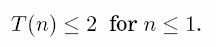 T(n) ≤ 2 for n ≤ 1.